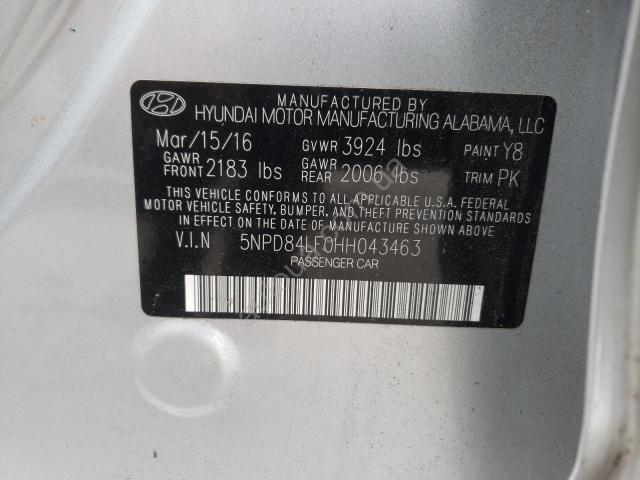 MANUFACTURED BY
HYUNDAI MOTOR MANUFACTURING ALABAMA, LLC
Mar/15/16 GVWR 3924 lbs PAINT Y8
GAWR FRONT 2183 lbs GAWR REAR 2006 lbs TRIM PK
THIS VEHICLE CONFORMS TO ALL APPLICABLE U.S.A. FEDERAL
MOTOR VEHICLE SAFETY, BUMPER, AND THEFT PREVENTION STANDARDS
IN EFFECT ON THE DATE OF MANUFACTURE SHOWN ABOVE.
V.I.N 5NPD84LF0HH043463
PASSENGER CAR